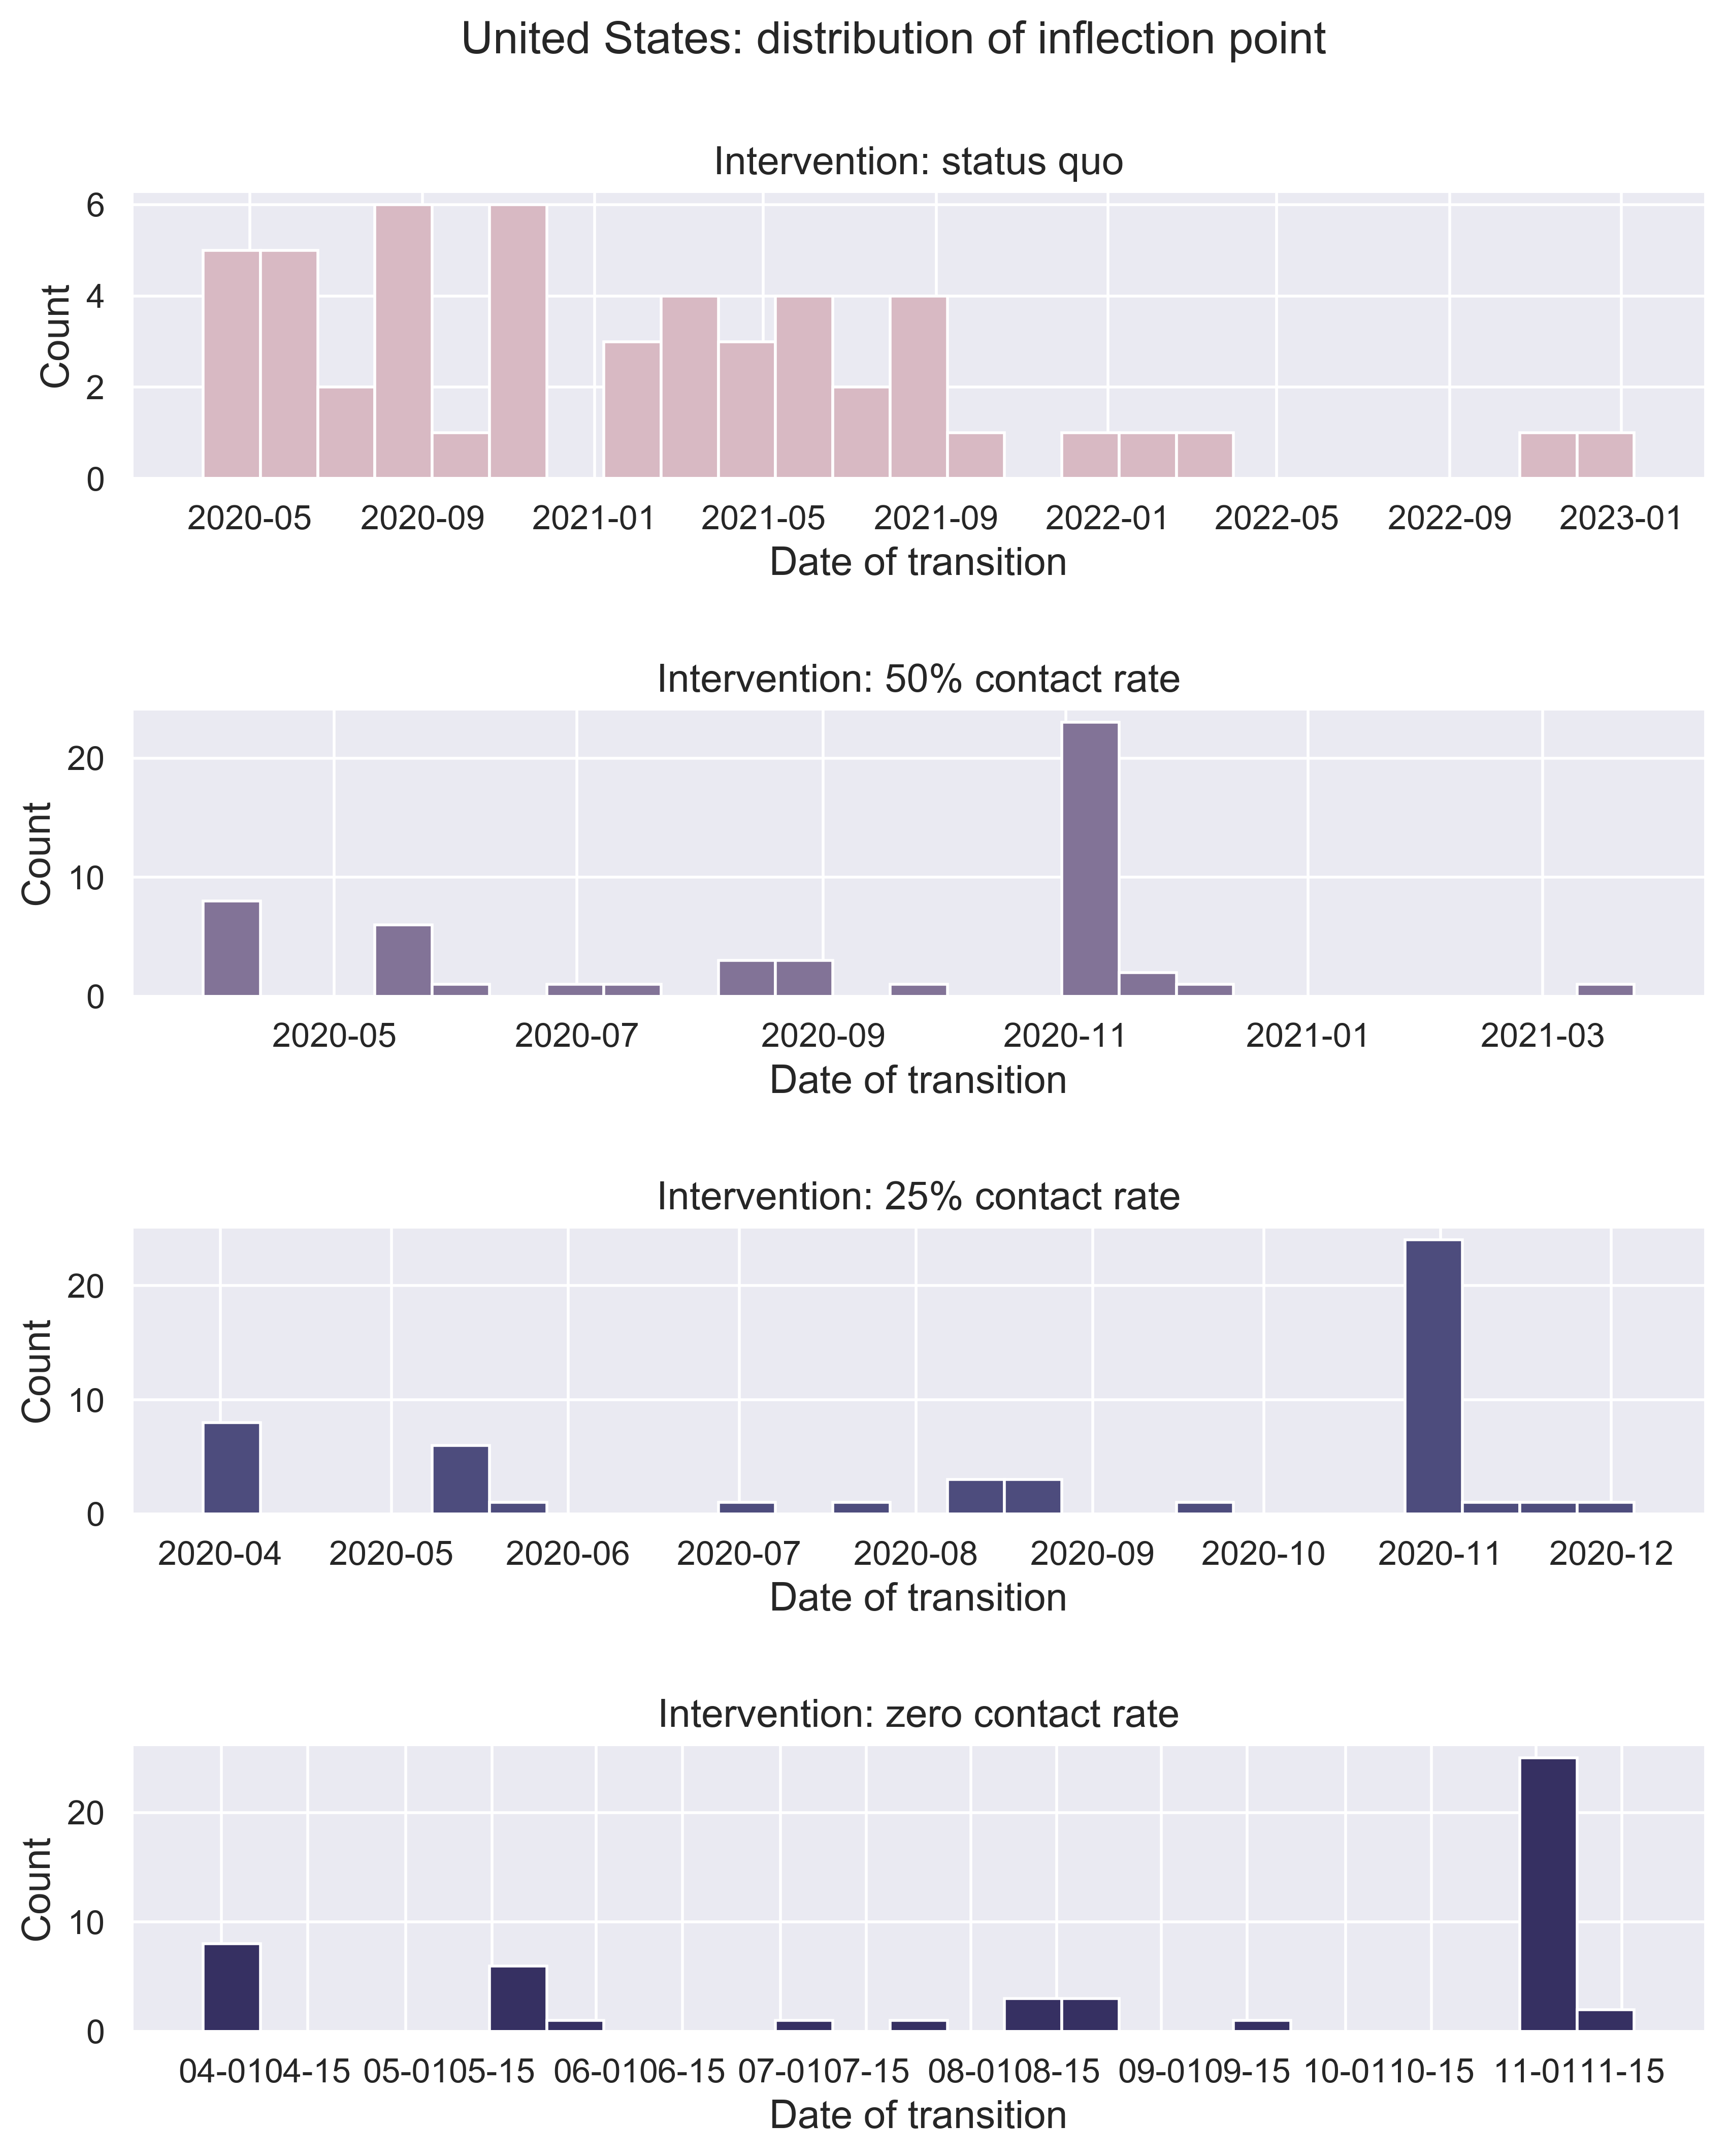 United States: distribution of inflection point
Intervention: status quo
Count
6
4
2
0
2020-05 2020-09 2021-01 2021-05 2021-09 2022-01 2022-05 2022-09 2023-01
Date of transition
Intervention: 50% contact rate
Count
20
10
0
2020-05 2020-07 2020-09 2020-11 2021-01 2021-03
Date of transition
Intervention: 25% contact rate
Count
20
10
0
2020-04 2020-05 2020-06 2020-07 2020-08 2020-09 2020-10 2020-11 2020-12
Date of transition
Intervention: zero contact rate
Count
20
10
0
04-0104-15 05-0105-15 06-0106-15 07-0107-15 08-0108-15 09-0109-15 10-0110-15 11-0111-15
Date of transition